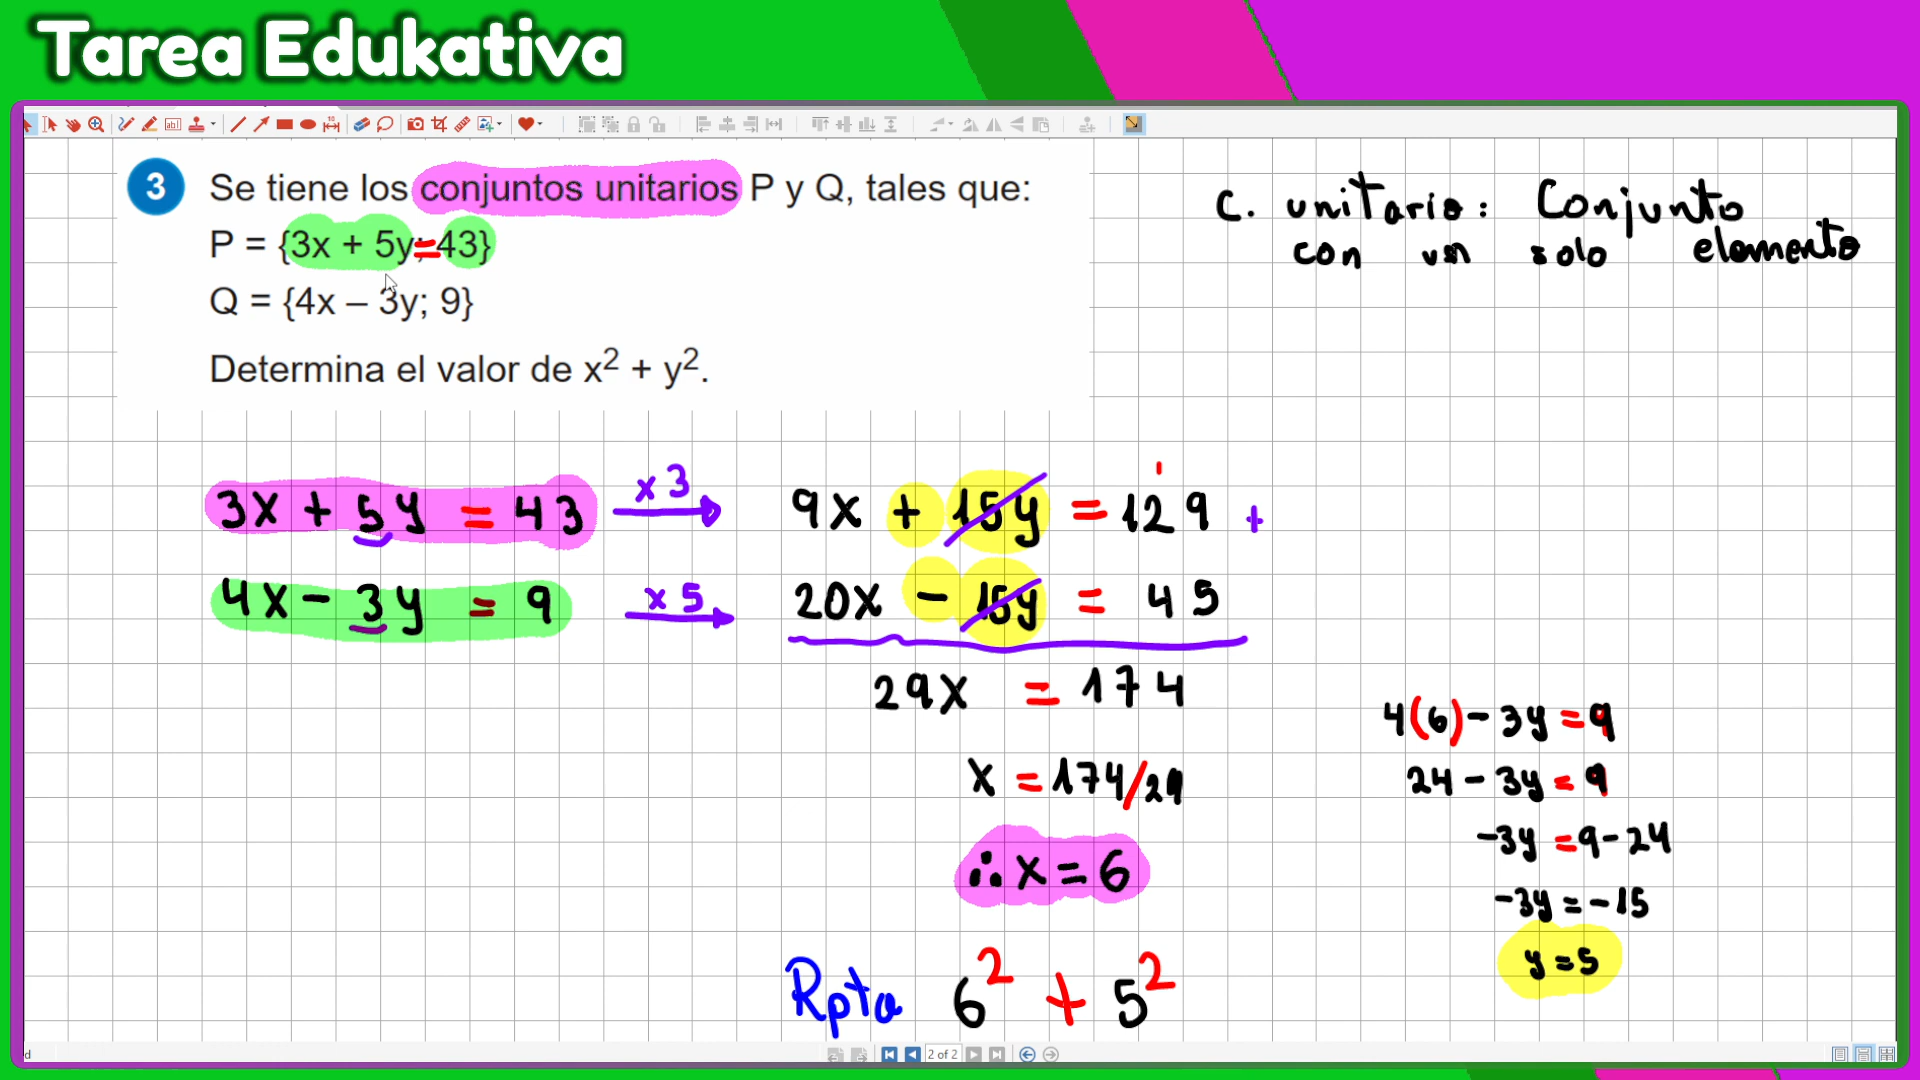 Tarea Edukativa
3 Se tiene los conjuntos unitarios P y Q, tales que:
P = {3x + 5y; = 43}
Q = {4x – 3y; 9}
Determina el valor de x² + y².
C. unitario: Conjunto
con un solo elemento
3x + 5y = 43 x3 9x + 15y = 129 +
1
4x - 3y = 9 x5 20x - 15y = 45
29x = 174
x = 174/29
∴ x = 6
4(6) - 3y = 9
24 - 3y = 9
-3y = 9 - 24
-3y = -15
y = 5
Rpta 6² + 5²
2 of 2